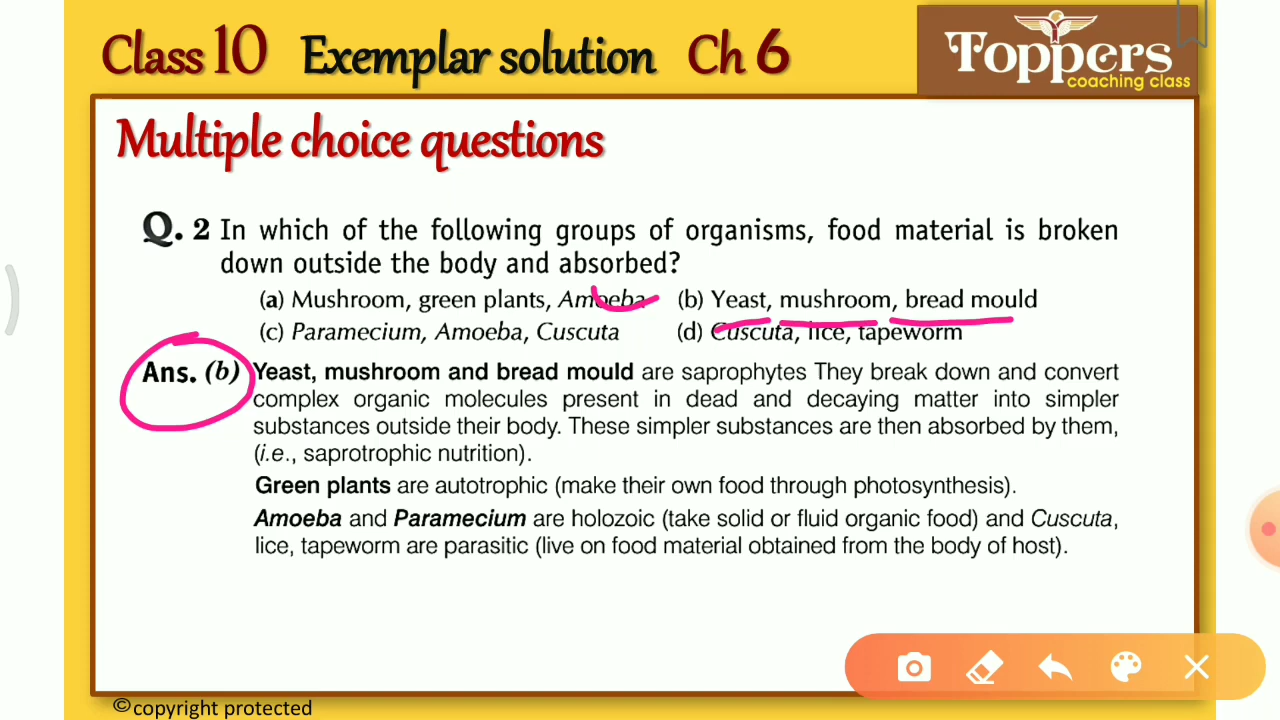 Class 10 Exemplar solution Ch 6
Toppers
coaching class
Multiple choice questions
Q. 2 In which of the following groups of organisms, food material is broken
down outside the body and absorbed?
(a) Mushroom, green plants, Amoeba (b) Yeast, mushroom, bread mould
(c) Paramecium, Amoeba, Cuscuta (d) Cuscuta, lice, tapeworm
Ans. (b) Yeast, mushroom and bread mould are saprophytes They break down and convert
complex organic molecules present in dead and decaying matter into simpler
substances outside their body. These simpler substances are then absorbed by them,
(i.e., saprotrophic nutrition).
Green plants are autotrophic (make their own food through photosynthesis).
Amoeba and Paramecium are holozoic (take solid or fluid organic food) and Cuscuta,
lice, tapeworm are parasitic (live on food material obtained from the body of host).
©copyright protected